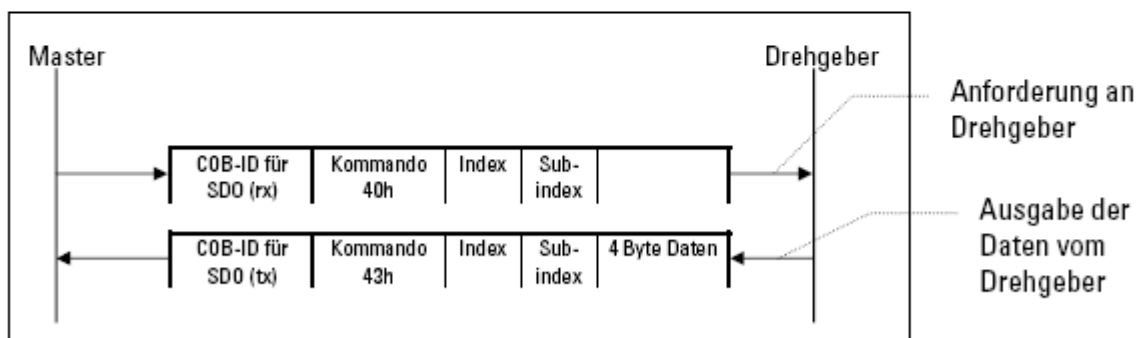 Master
Drehgeber
Anforderung an
Drehgeber
COB-ID für
SDO (rx)
Kommando
40h
Index
Sub-
index
COB-ID für
SDO (tx)
Kommando
43h
Index
Sub-
index
4 Byte Daten
Ausgabe der
Daten vom
Drehgeber